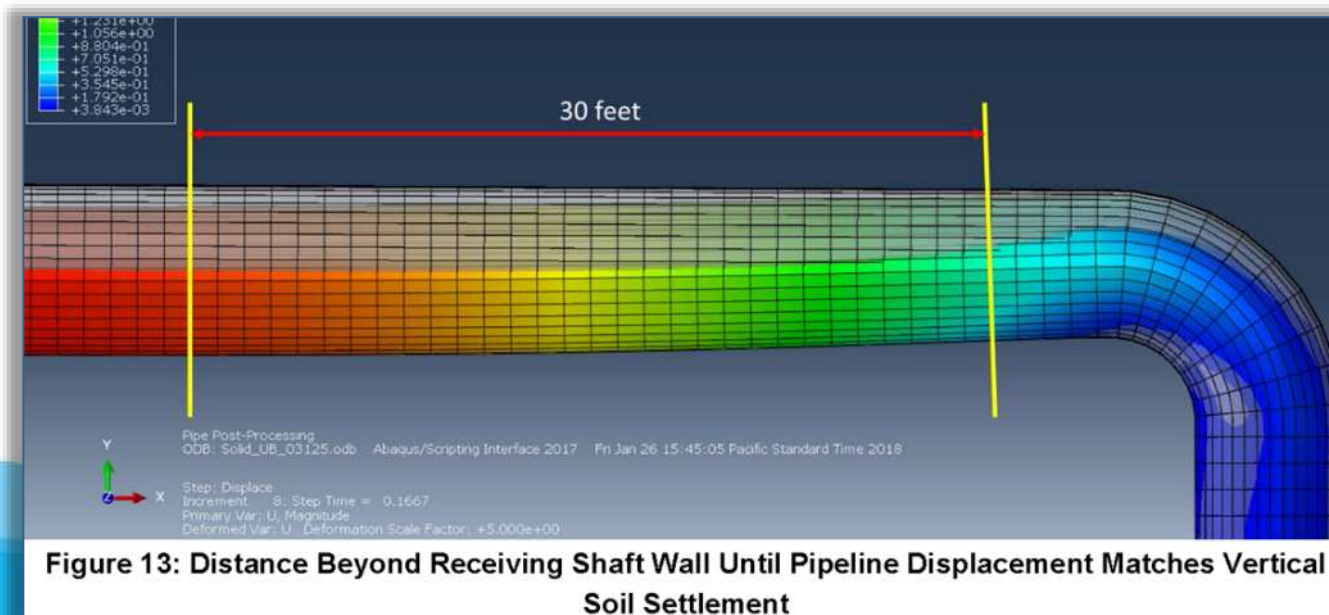 +1.231e+00
+1.056e+00
+8.804e-01
+7.051e-01
+5.298e-01
+3.545e-01
+1.792e-01
+3.843e-03
30 feet
Y
Z
X
Pipe Post-Processing
ODB: Solid_UB_03125.odb Abaqus/Scripting Interface 2017 Fri Jan 26 15:45:05 Pacific Standard Time 2018
Step: Displace
Increment 8: Step Time = 0.1667
Primary Var: U, Magnitude
Deformed Var: U Deformation Scale Factor: +5.000e+00
Figure 13: Distance Beyond Receiving Shaft Wall Until Pipeline Displacement Matches Vertical
Soil Settlement